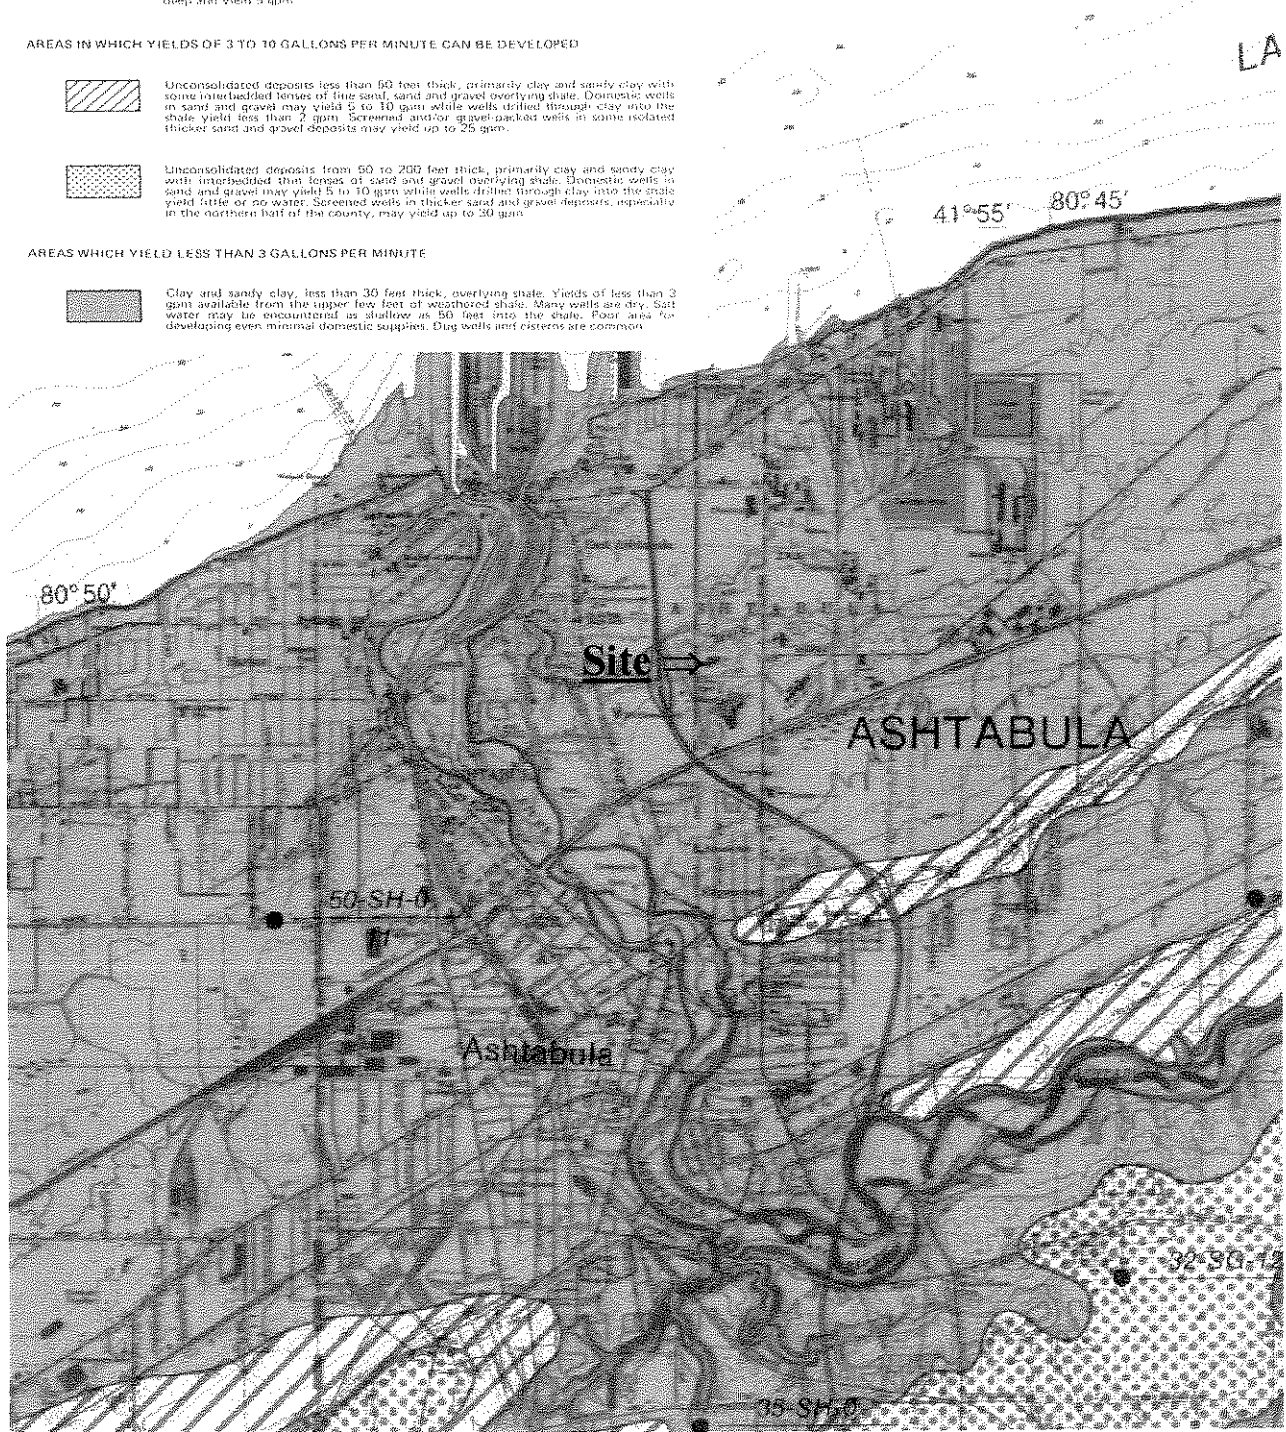 deep and yield 5 gpm.
AREAS IN WHICH YIELDS OF 3 TO 10 GALLONS PER MINUTE CAN BE DEVELOPED
Unconsolidated deposits less than 50 feet thick, primarily clay and sandy clay with
some interbedded lenses of fine sand, sand and gravel overlying shale. Domestic wells
in sand and gravel may yield 5 to 10 gpm while wells drilled through clay into the
shale yield less than 2 gpm. Screened and/or gravel-packed wells in some isolated
thicker sand and gravel deposits may yield up to 25 gpm.
Unconsolidated deposits from 50 to 200 feet thick, primarily clay and sandy clay
with interbedded thin lenses of sand and gravel overlying shale. Domestic wells in
sand and gravel may yield 5 to 10 gpm while wells drilled through clay into the shale
yield little or no water. Screened wells in thicker sand and gravel deposits, especially
in the northern half of the county, may yield up to 30 gpm
AREAS WHICH YIELD LESS THAN 3 GALLONS PER MINUTE
Clay and sandy clay, less than 30 feet thick, overlying shale. Yields of less than 3
gpm available from the upper few feet of weathered shale. Many wells are dry. Salt
water may be encountered as shallow as 50 feet into the shale. Poor area for
developing even minimal domestic supplies. Dug wells and cisterns are common
LA
41°55' 80°45'
80°50'
Site
ASHTABULA
50-SH-0
Ashtabula
32-SG-12